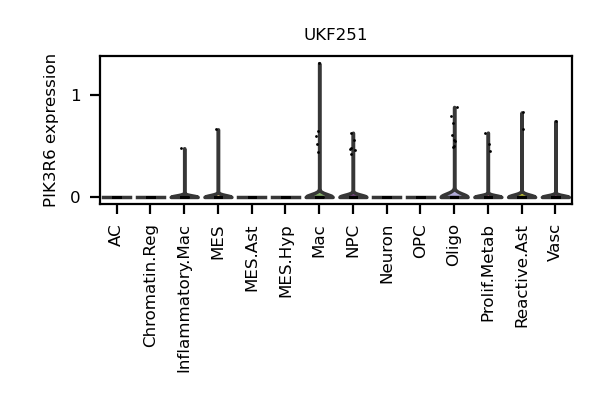 UKF251
PIK3R6 expression
1
0
AC
Chromatin.Reg
Inflammatory.Mac
MES
MES.Ast
MES.Hyp
Mac
NPC
Neuron
OPC
Oligo
Prolif.Metab
Reactive.Ast
Vasc